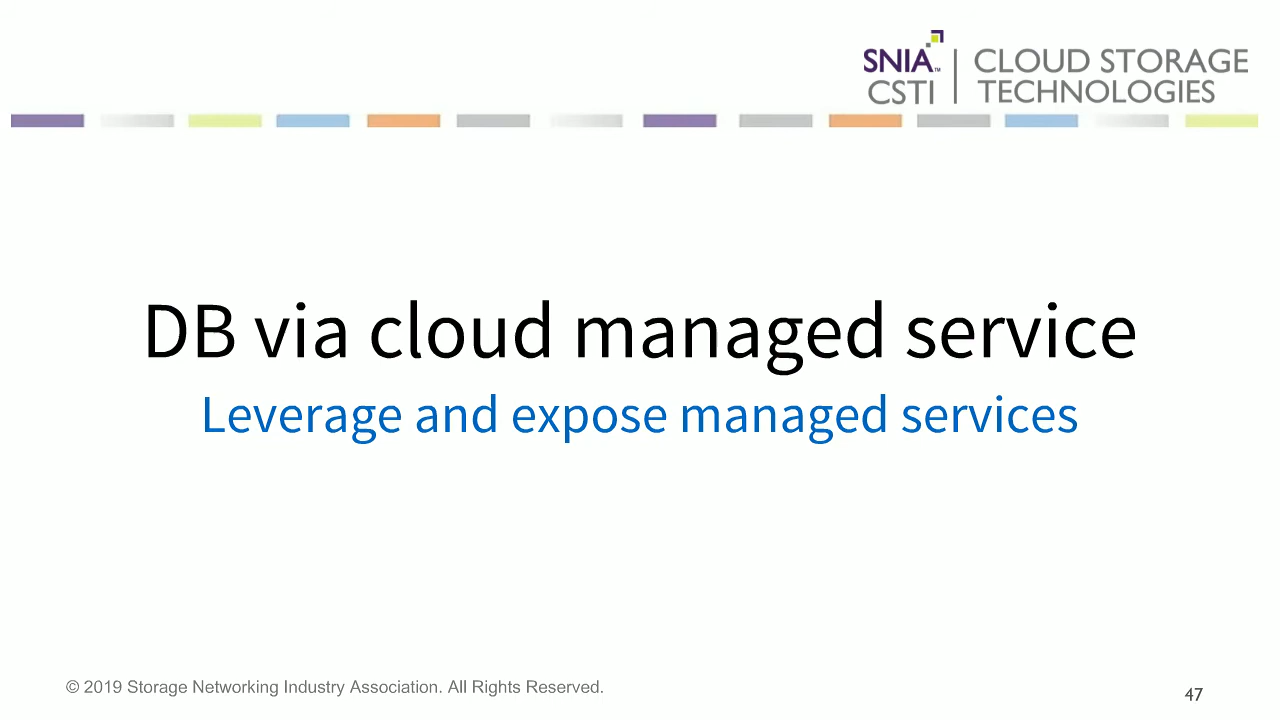 SNIA™ CLOUD STORAGE
CSTI TECHNOLOGIES
DB via cloud managed service
Leverage and expose managed services
© 2019 Storage Networking Industry Association. All Rights Reserved.
47